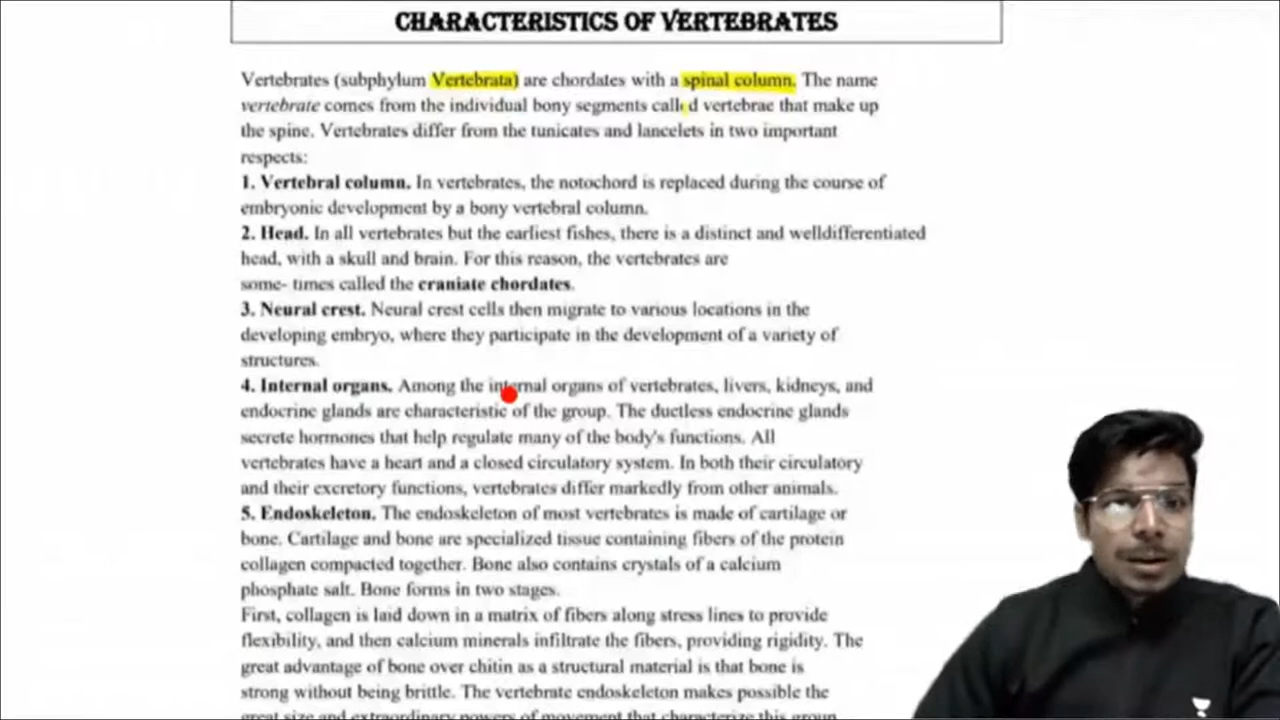 CHARACTERISTICS OF VERTEBRATES
Vertebrates (subphylum Vertebrata) are chordates with a spinal column. The name
vertebrate comes from the individual bony segments called vertebrae that make up
the spine. Vertebrates differ from the tunicates and lancelets in two important
respects:
1. Vertebral column. In vertebrates, the notochord is replaced during the course of
embryonic development by a bony vertebral column.
2. Head. In all vertebrates but the earliest fishes, there is a distinct and welldifferentiated
head, with a skull and brain. For this reason, the vertebrates are
some- times called the craniate chordates.
3. Neural crest. Neural crest cells then migrate to various locations in the
developing embryo, where they participate in the development of a variety of
structures.
4. Internal organs. Among the internal organs of vertebrates, livers, kidneys, and
endocrine glands are characteristic of the group. The ductless endocrine glands
secrete hormones that help regulate many of the body's functions. All
vertebrates have a heart and a closed circulatory system. In both their circulatory
and their excretory functions, vertebrates differ markedly from other animals.
5. Endoskeleton. The endoskeleton of most vertebrates is made of cartilage or
bone. Cartilage and bone are specialized tissue containing fibers of the protein
collagen compacted together. Bone also contains crystals of a calcium
phosphate salt. Bone forms in two stages.
First, collagen is laid down in a matrix of fibers along stress lines to provide
flexibility, and then calcium minerals infiltrate the fibers, providing rigidity. The
great advantage of bone over chitin as a structural material is that bone is
strong without being brittle. The vertebrate endoskeleton makes possible the
great size and extraordinary powers of movement that characterize this group